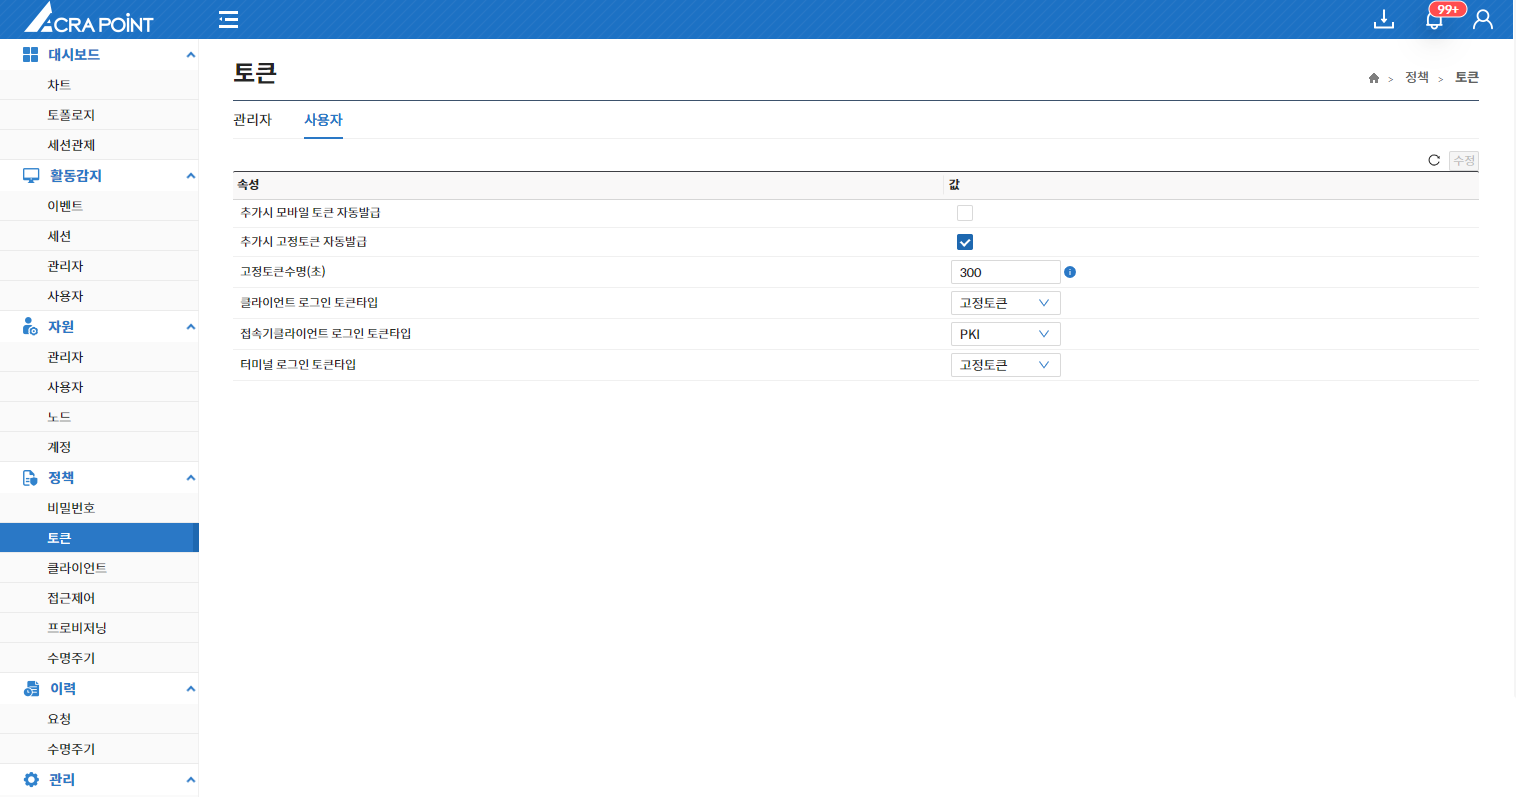 ACRA POINT
99+
대시보드
차트
토폴로지
세션관제
활동감지
이벤트
세션
관리자
사용자
자원
관리자
사용자
노드
계정
정책
비밀번호
토큰
클라이언트
접근제어
프로비저닝
수명주기
이력
요청
수명주기
관리
토큰
> 정책 > 토큰
관리자 사용자
수정
속성 값
추가시 모바일 토큰 자동발급
추가시 고정토큰 자동발급
고정토큰수명(초) 300
클라이언트 로그인 토큰타입 고정토큰
접속기클라이언트 로그인 토큰타입 PKI
터미널 로그인 토큰타입 고정토큰